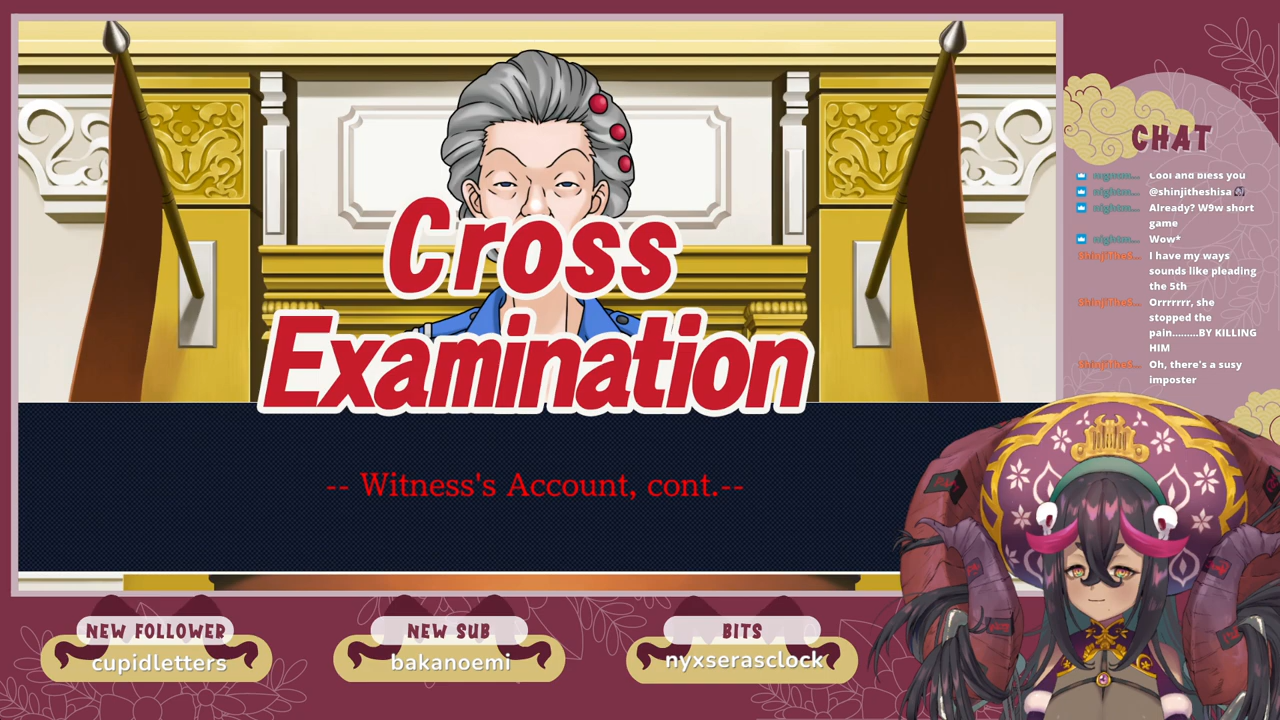 Cross
Examination
-- Witness's Account, cont.--
CHAT
Cool and bless you
@shinjitheshisa
Already? W9w short
game
Wow*
I have my ways
sounds like pleading
the 5th
Orrrrrrr, she
stopped the
pain.........BY KILLING
HIM
Oh, there's a susy
imposter
NEW FOLLOWER
cupidletters
NEW SUB
bakanoemi
BITS
nyxserasclock